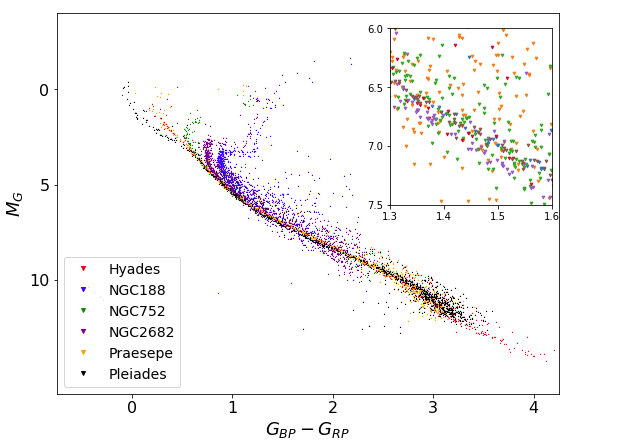 0
5
10
M_G
0
1
2
3
4
G_BP − G_RP
Hyades
NGC188
NGC752
NGC2682
Praesepe
Pleiades
6.0
6.5
7.0
7.5
1.3
1.4
1.5
1.6